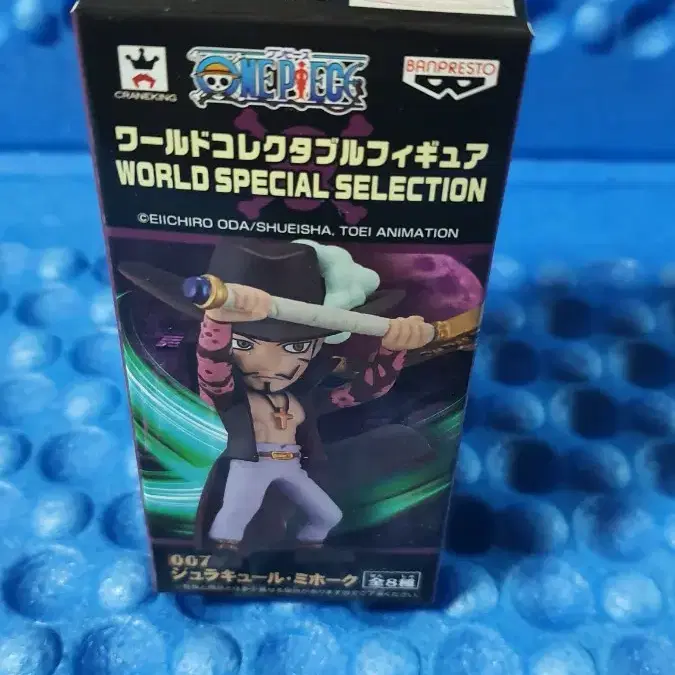 CRANEKING
ワンピース
ONE PIECE
BANPRESTO
ワールドコレクタブルフィギュア
WORLD SPECIAL SELECTION
©EIICHIRO ODA/SHUEISHA, TOEI ANIMATION
007
ジュラキュール・ミホーク
全8種